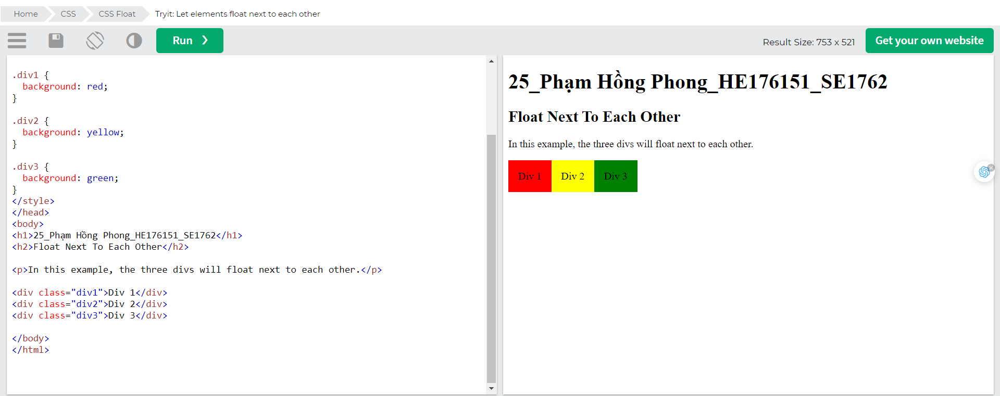 Home CSS CSS Float Tryit: Let elements float next to each other
Run ❯ Result Size: 753 x 521 Get your own website
.div1 {
  background: red;
}
.div2 {
  background: yellow;
}
.div3 {
  background: green;
}
</style>
</head>
<body>
<h1>25_Phạm Hồng Phong_HE176151_SE1762</h1>
<h2>Float Next To Each Other</h2>
<p>In this example, the three divs will float next to each other.</p>
<div class="div1">Div 1</div>
<div class="div2">Div 2</div>
<div class="div3">Div 3</div>
</body>
</html>
25_Phạm Hồng Phong_HE176151_SE1762
Float Next To Each Other
In this example, the three divs will float next to each other.
Div 1 Div 2 Div 3